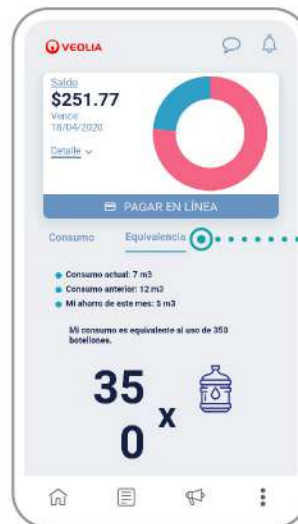 VEOLIA
Saldo
$251.77
Vence:
18/04/2020
Detalle
PAGAR EN LÍNEA
Consumo Equivalencia
Consumo actual: 7 m3
Consumo anterior: 12 m3
Mi ahorro de este mes: 5 m3
Mi consumo es equivalente al uso de 350
botellones.
35
0 x